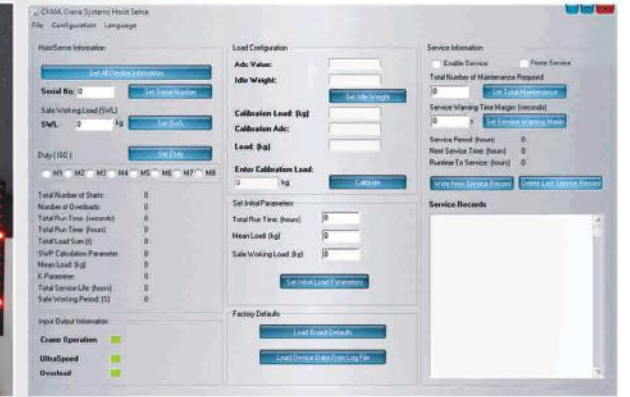 ÇMAK Crane Systems Hoist Sense
File Configuration Language
HoistSense Information
Get All Device Information
Serial No: 0 Set Serial Number
Safe Working Load (SWL)
SWL 0 kg Set SWL
Duty ( ISO ) Set Duty
M1 M2 M3 M4 M5 M6 M7 M8
Total Number of Starts: 0
Number of Overloads: 0
Total Run Time: (seconds) 0
Total Run Time: (hours) 0
Total Load Sum (t) 0
SWP Calculation Parameter 0
Mean Load: (kg) 0
K Parameter: 0
Total Service Life: (hours) 0
Safe Working Period: (%) 0
Input Output Information
Crane Operation
UltraSpeed
Overload
Load Configuration
Adc Value:
Idle Weight:
Set Idle Weight
Calibration Load: (kg)
Calibration Adc:
Load: (kg)
Enter Calibration Load:
0 kg Calibrate
Set Initial Parameters
Total Run Time: (hours) 0
Mean Load: (kg) 0
Safe Working Load: (kg) 0
Set Initial Load Parameters
Factory Defaults
Load Board Defaults
Load Device Data From Log File
Service Information
Enable Service Force Service
Total Number of Maintenance Required
0 Set Total Maintenance
Service Warning Time Margin: (seconds)
0 s Set Service Warning Margin
Service Period: (hours) 0
Next Service Time: (hours) 0
Runtime To Service: (hours) 0
Write New Service Record Delete Last Service Record
Service Records